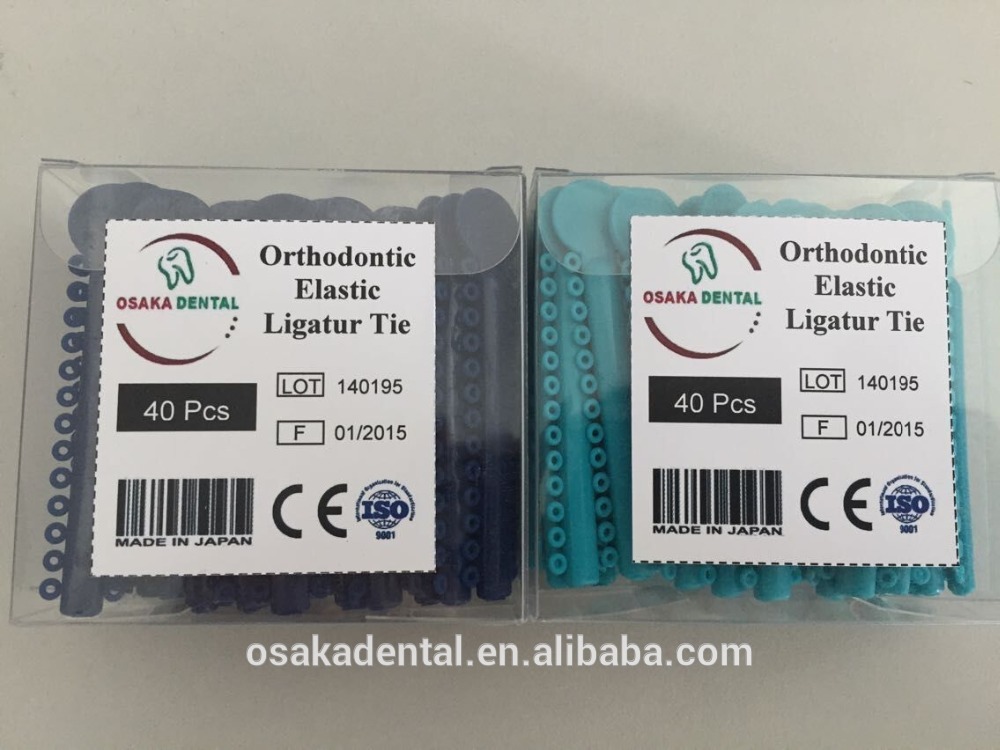 OSAKA DENTAL
Orthodontic
Elastic
Ligatur Tie
40 Pcs
LOT 140195
F 01/2015
MADE IN JAPAN
CE
ISO
9001
OSAKA DENTAL
Orthodontic
Elastic
Ligatur Tie
40 Pcs
LOT 140195
F 01/2015
MADE IN JAPAN
CE
ISO
9001
osakadental.en.alibaba.com